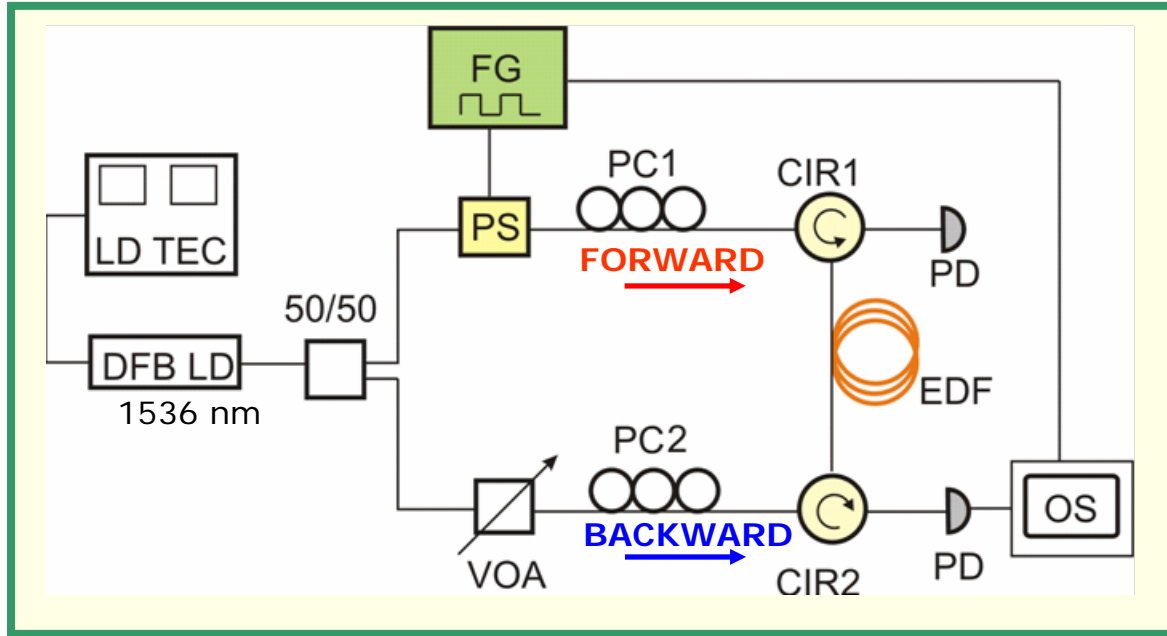 FG
PC1
CIR1
LD TEC
PS
FORWARD
PD
50/50
DFB LD
1536 nm
EDF
PC2
BACKWARD
OS
VOA
CIR2
PD